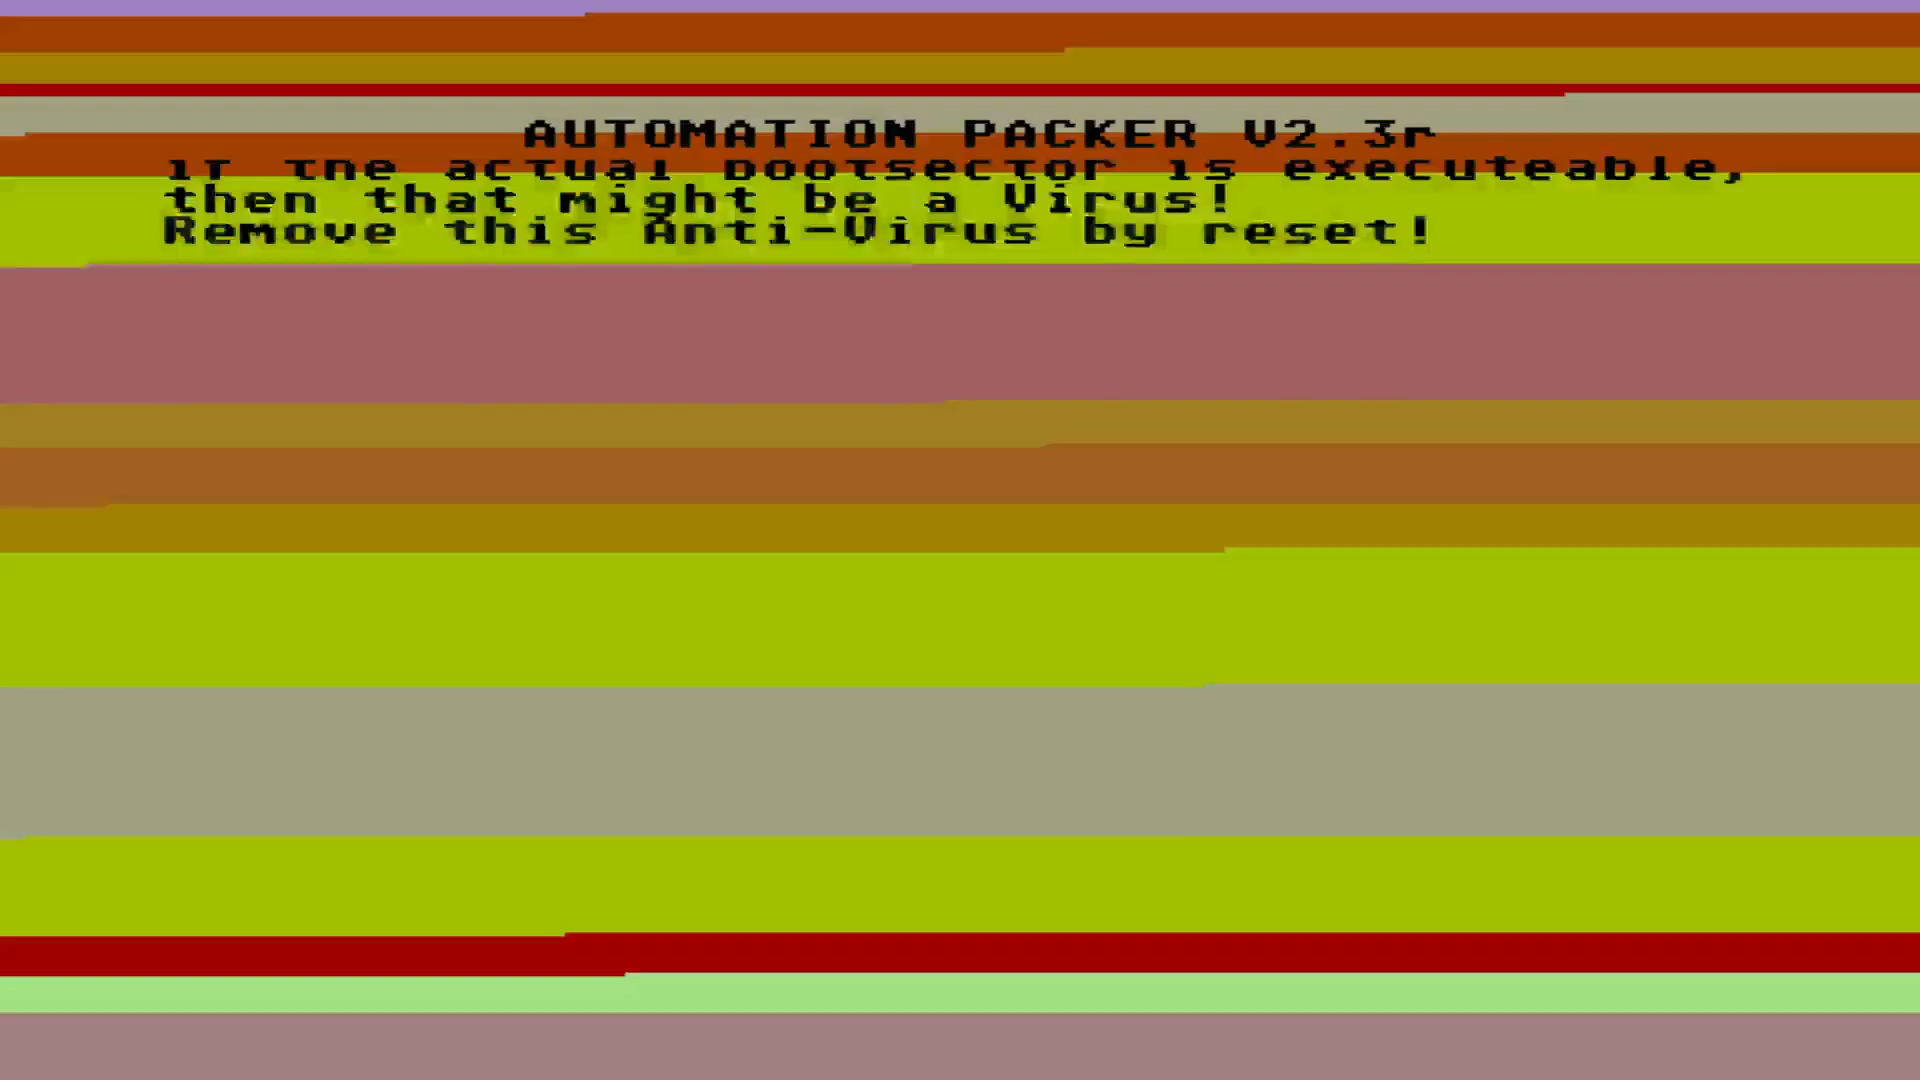 AUTOMATION PACKER V2.3r
if the actual bootsector is executeable,
then that might be a Virus!
Remove this Anti-Virus by reset!